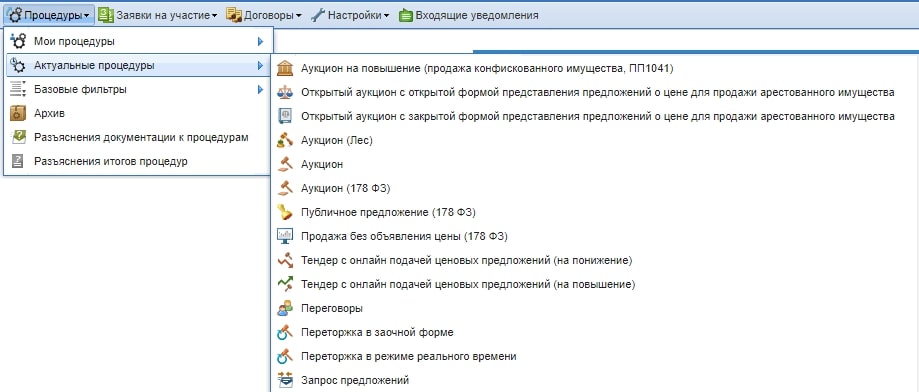 Процедуры Заявки на участие Договоры Настройки Входящие уведомления
Мои процедуры
Актуальные процедуры
Базовые фильтры
Архив
Разъяснения документации к процедурам
Разъяснения итогов процедур
Аукцион на повышение (продажа конфискованного имущества, ПП1041)
Открытый аукцион с открытой формой представления предложений о цене для продажи арестованного имущества
Открытый аукцион с закрытой формой представления предложений о цене для продажи арестованного имущества
Аукцион (Лес)
Аукцион
Аукцион (178 ФЗ)
Публичное предложение (178 ФЗ)
Продажа без объявления цены (178 ФЗ)
Тендер с онлайн подачей ценовых предложений (на понижение)
Тендер с онлайн подачей ценовых предложений (на повышение)
Переговоры
Переторжка в заочной форме
Переторжка в режиме реального времени
Запрос предложений